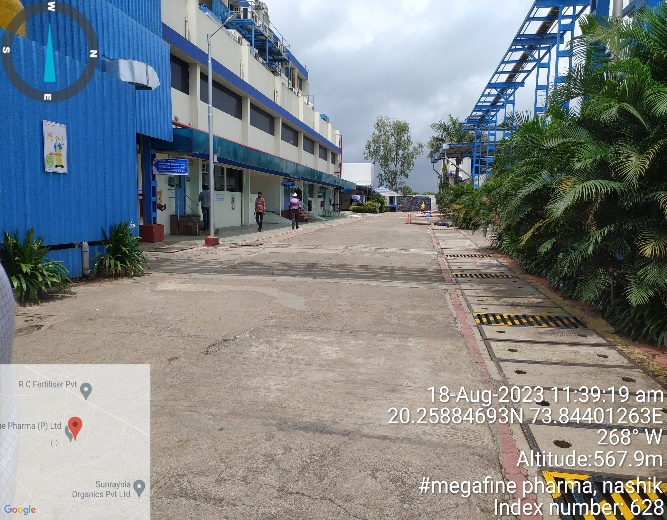 W
N
S
E
R C Fertiliser Pvt
ne Pharma (P) Ltd
Sunraysia
Organics Pvt Ltd
Google
18-Aug-2023 11:39:19 am
20.25884693N 73.84401263E
268° W
Altitude:567.9m
#megafine pharma, nashik
Index number: 628